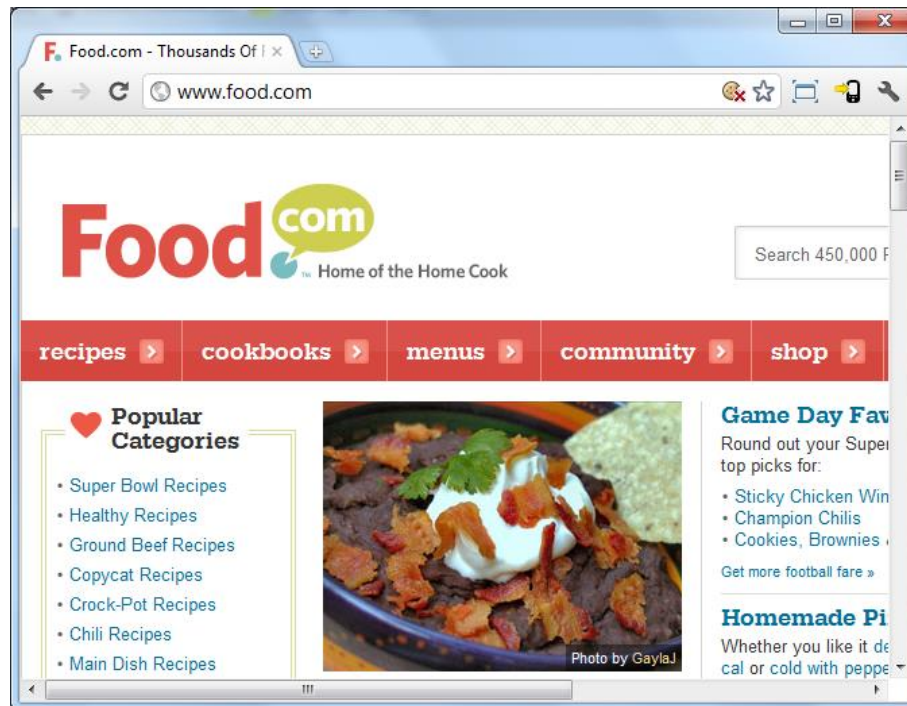 Food.com - Thousands Of
www.food.com
Food.com
™ Home of the Home Cook
Search 450,000
recipes
cookbooks
menus
community
shop
Popular
Categories
• Super Bowl Recipes
• Healthy Recipes
• Ground Beef Recipes
• Copycat Recipes
• Crock-Pot Recipes
• Chili Recipes
• Main Dish Recipes
Photo by GaylaJ
Game Day Fav
Round out your Super
top picks for:
• Sticky Chicken Win
• Champion Chilis
• Cookies, Brownies
Get more football fare »
Homemade Pi
Whether you like it de
cal or cold with peppe